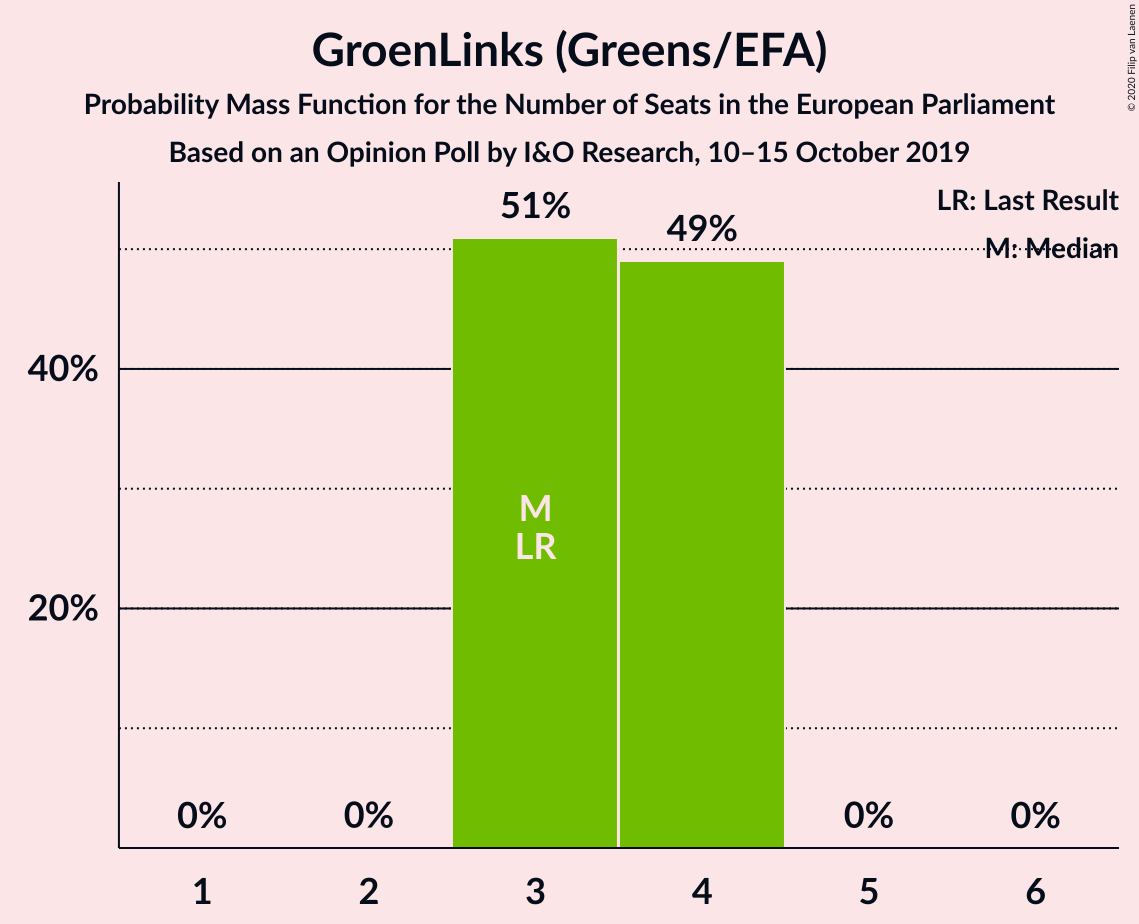 GroenLinks (Greens/EFA)
Probability Mass Function for the Number of Seats in the European Parliament
Based on an Opinion Poll by I&O Research, 10–15 October 2019
© 2020 Filip van Laenen
LR: Last Result
M: Median
51%
49%
40%
20%
M
LR
0%
0%
0%
0%
1
2
3
4
5
6